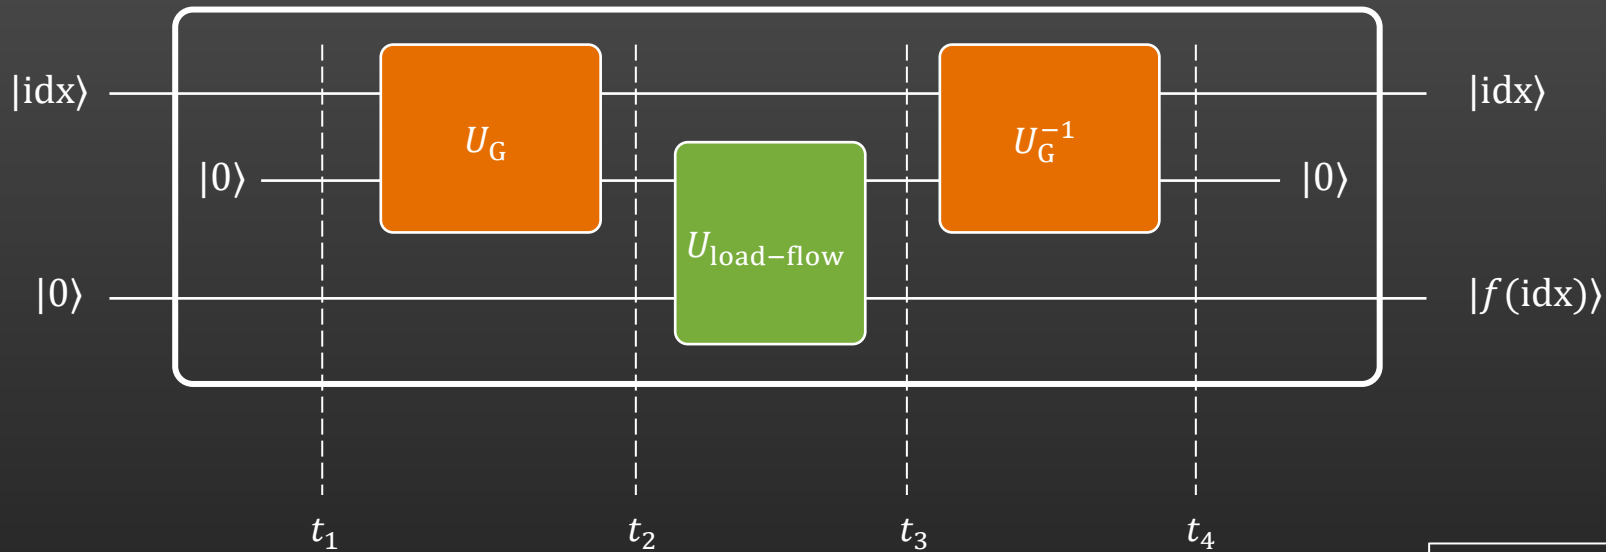 |idx⟩
U_G
U_G^{-1}
|idx⟩
|0⟩
|0⟩
U_load−flow
|0⟩
|f(idx)⟩
t_1
t_2
t_3
t_4